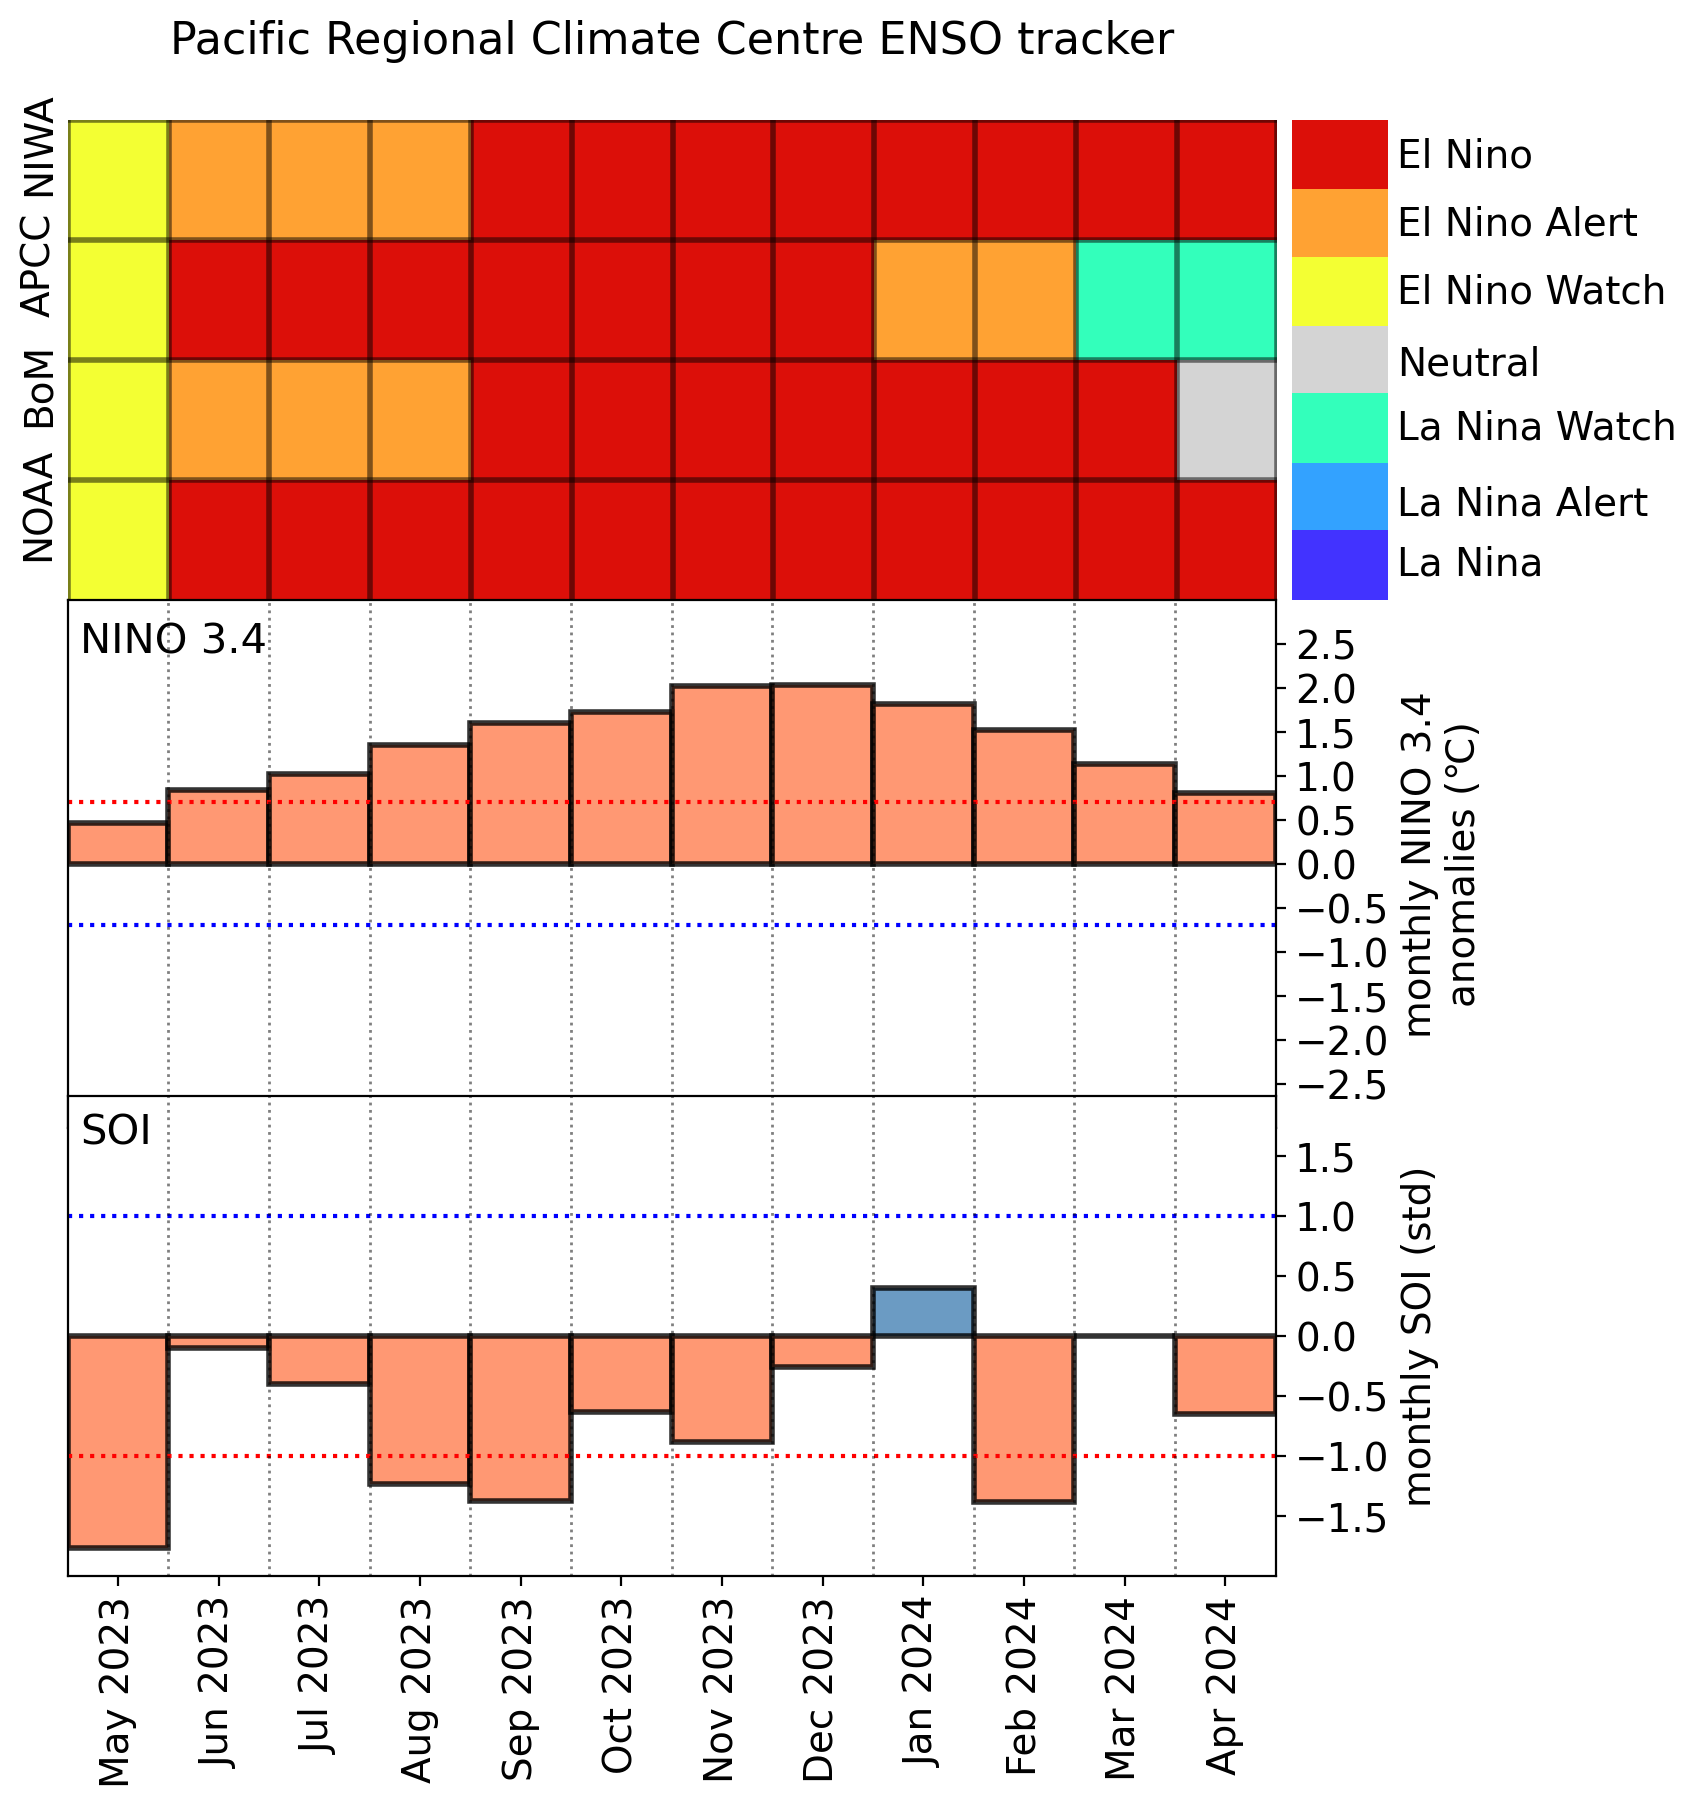 Pacific Regional Climate Centre ENSO tracker
NIWA
APCC
BoM
NOAA
El Nino
El Nino Alert
El Nino Watch
Neutral
La Nina Watch
La Nina Alert
La Nina
NINO 3.4
2.5
2.0
1.5
1.0
0.5
0.0
−0.5
−1.0
−1.5
−2.0
−2.5
monthly NINO 3.4
anomalies (°C)
SOI
1.5
1.0
0.5
0.0
−0.5
−1.0
−1.5
monthly SOI (std)
May 2023
Jun 2023
Jul 2023
Aug 2023
Sep 2023
Oct 2023
Nov 2023
Dec 2023
Jan 2024
Feb 2024
Mar 2024
Apr 2024